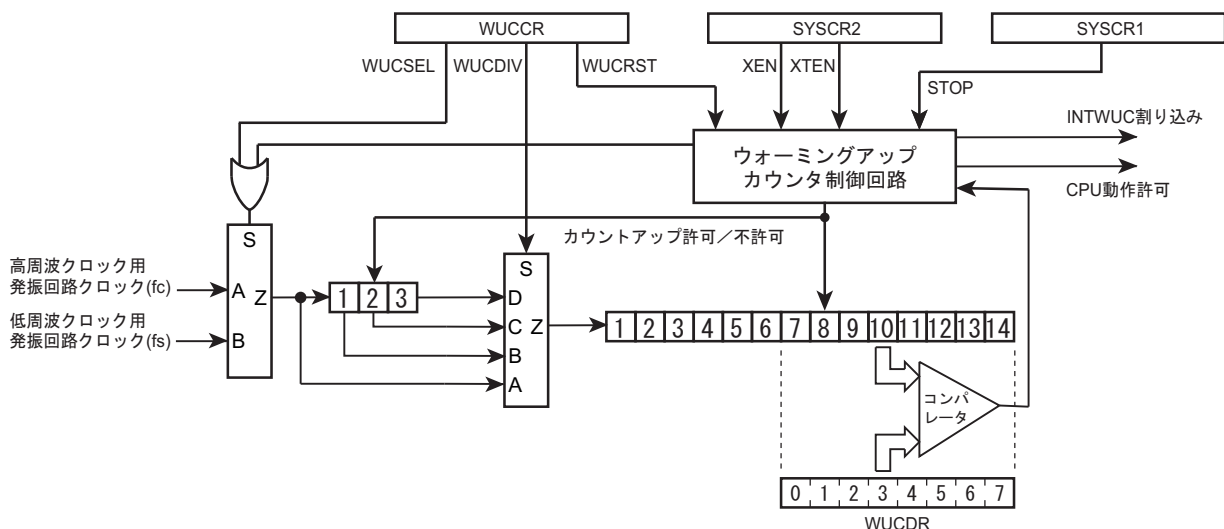 WUCCR
SYSCR2
SYSCR1
WUCSEL
WUCDIV
WUCRST
XEN
XTEN
STOP
INTWUC割り込み
ウォーミングアップ
カウンタ制御回路
CPU動作許可
カウントアップ許可/不許可
S
S
高周波クロック用
発振回路クロック(fc)
A
Z
1 2 3
D
C
Z
B
A
低周波クロック用
発振回路クロック(fs)
B
1 2 3 4 5 6 7 8 9 10 11 12 13 14
コンパ
レータ
0 1 2 3 4 5 6 7
WUCDR